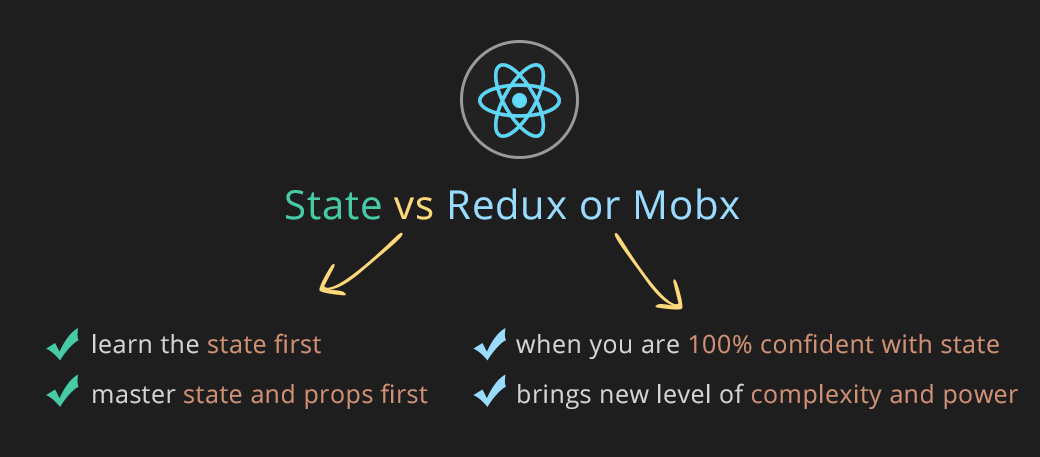 State vs Redux or Mobx
learn the state first
master state and props first
when you are 100% confident with state
brings new level of complexity and power